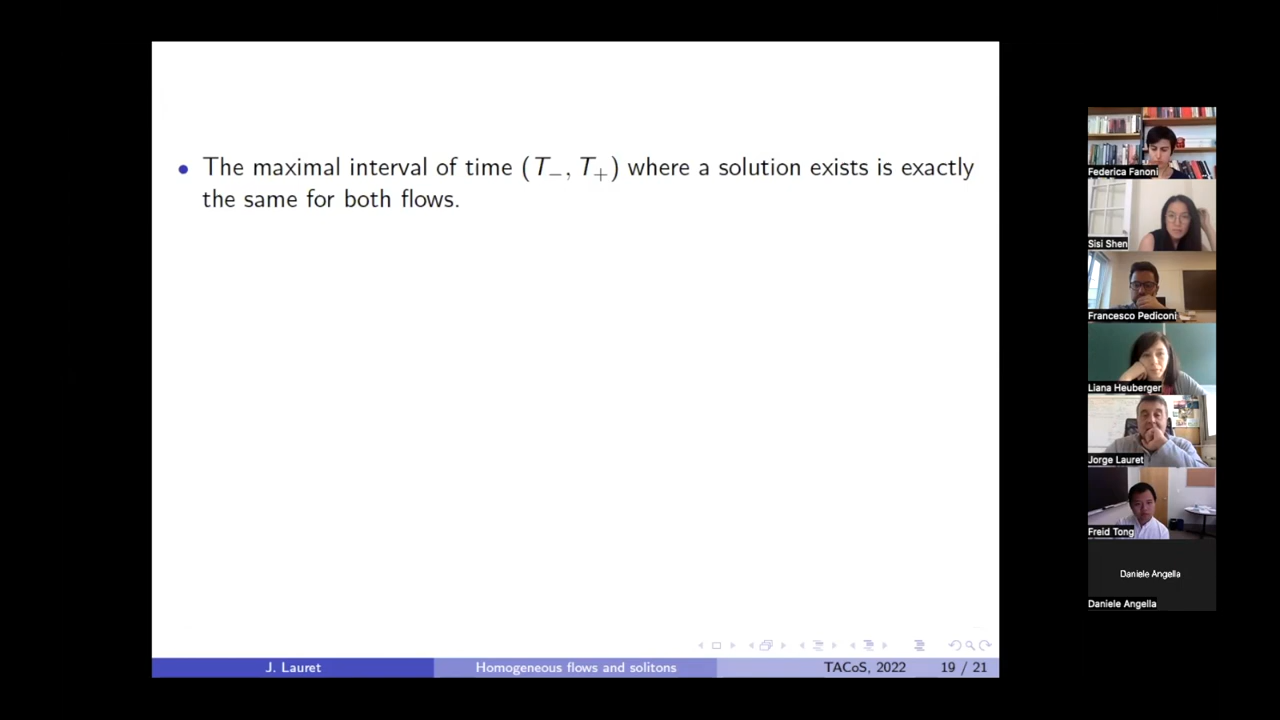 • The maximal interval of time (T₋, T₊) where a solution exists is exactly
the same for both flows.
J. Lauret
Homogeneous flows and solitons
TACoS, 2022
19 / 21
Federica Fanoni
Sisi Shen
Francesco Pediconi
Liana Heuberger
Jorge Lauret
Freid Tong
Daniele Angella
Daniele Angella